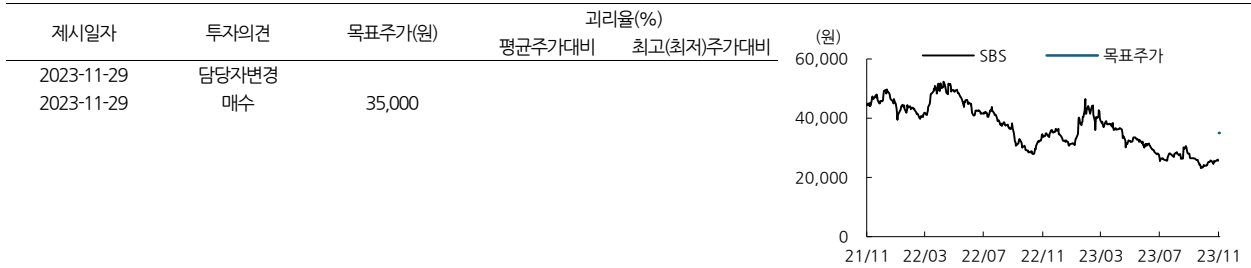 제시일자 투자의견 목표주가(원) 괴리율(%)
평균주가대비 최고(최저)주가대비
2023-11-29 담당자변경
2023-11-29 매수 35,000
(원)
SBS 목표주가
60,000
40,000
20,000
0
21/11 22/03 22/07 22/11 23/03 23/07 23/11